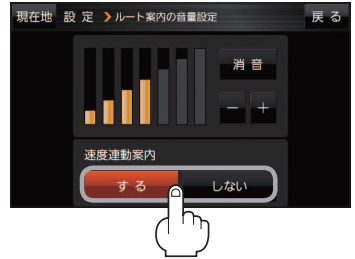 現在地 設 定 ルート案内の音量設定 戻 る
消 音
－ ＋
速度連動案内
す る しない